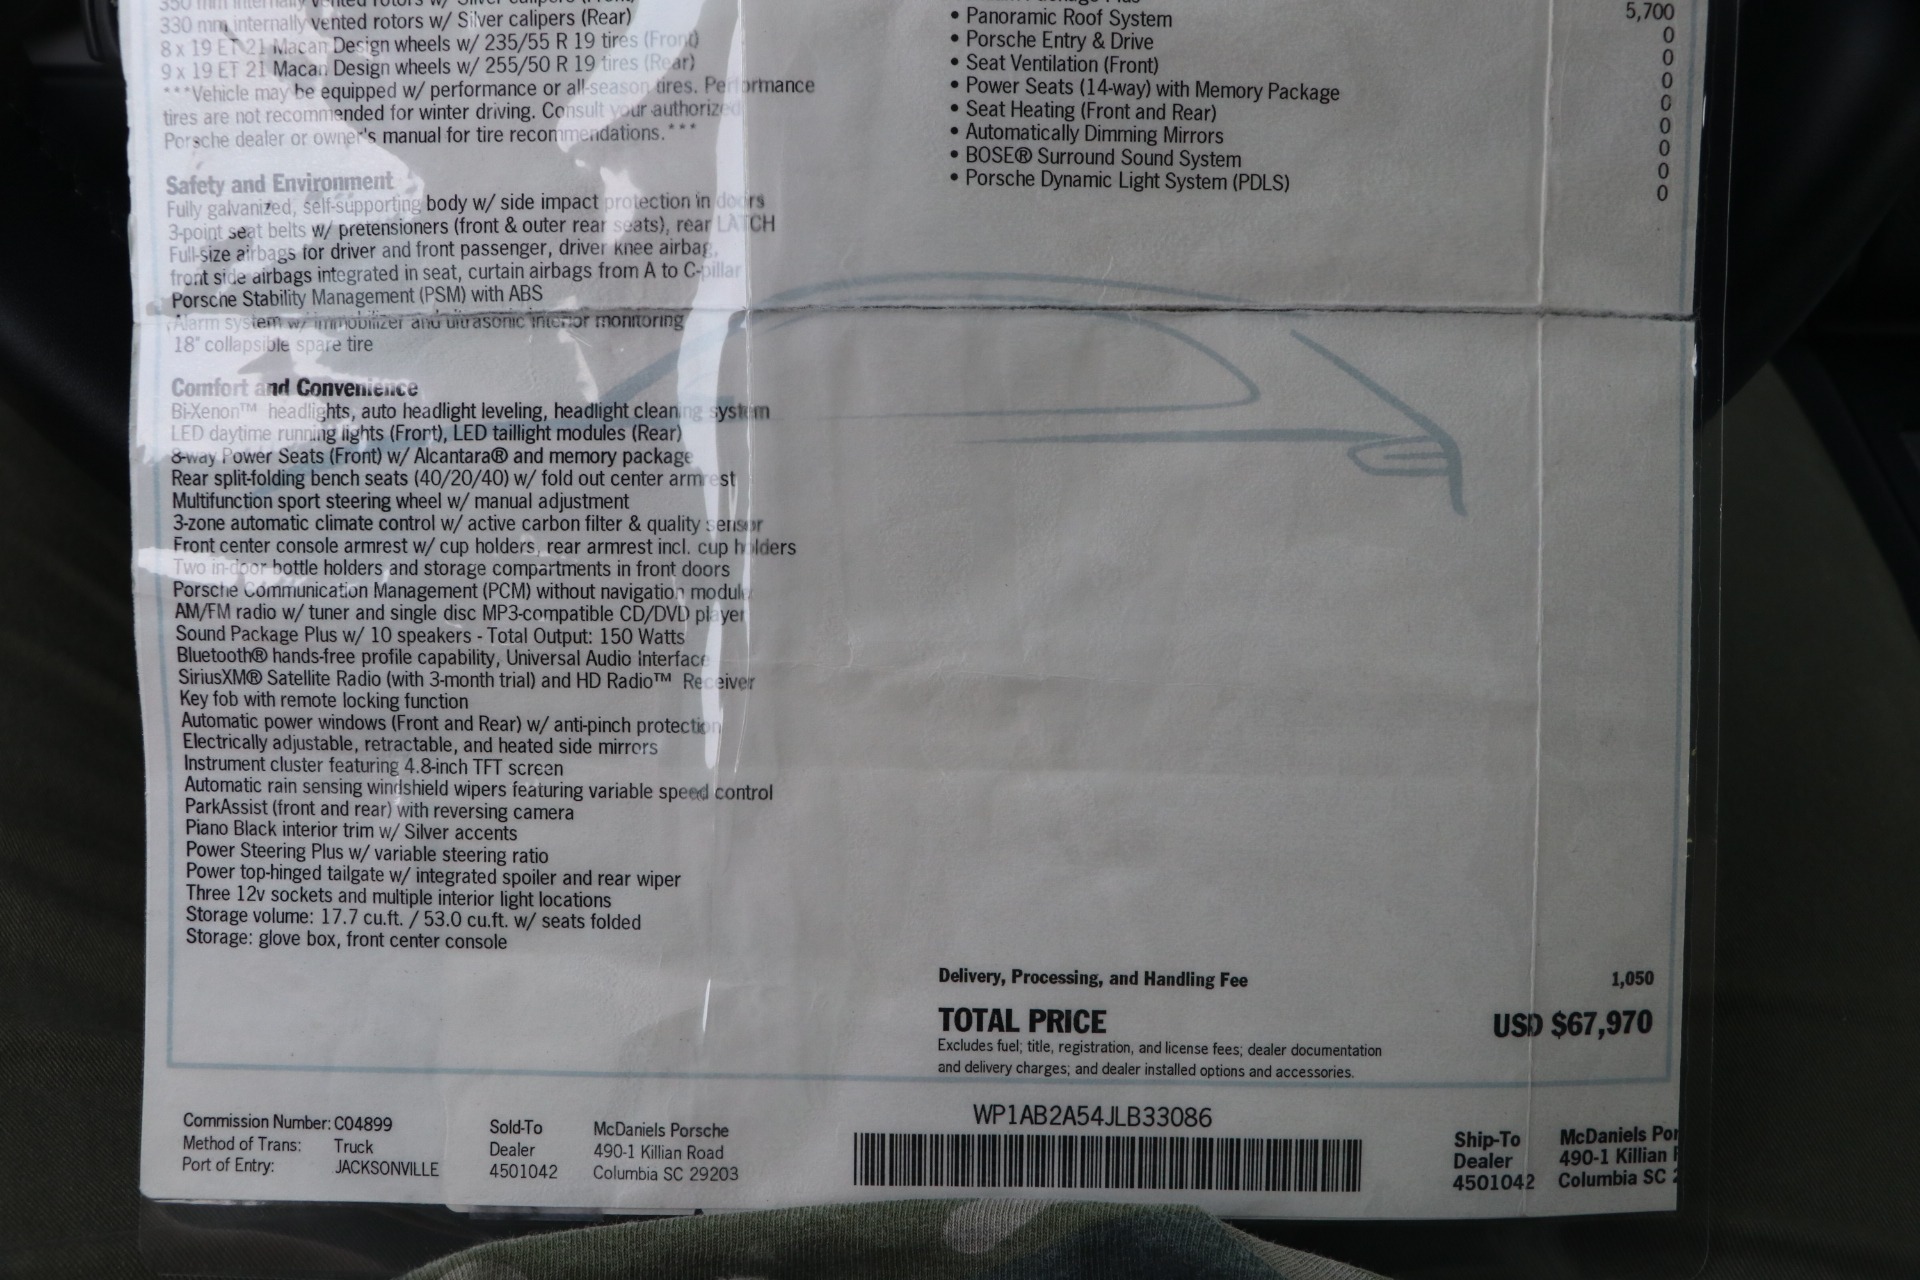 330 mm internally vented rotors w/ Silver calipers (Rear)
8 x 19 ET 21 Macan Design wheels w/ 235/55 R 19 tires (Front)
9 x 19 ET 21 Macan Design wheels w/ 255/50 R 19 tires (Rear)
***Vehicle may be equipped w/ performance or all-season tires. Performance
tires are not recommended for winter driving. Consult your authorized
Porsche dealer or owner's manual for tire recommendations.***
Safety and Environment
Fully galvanized, self-supporting body w/ side impact protection in doors
3-point seat belts w/ pretensioners (front & outer rear seats), rear LATCH
Full-size airbags for driver and front passenger, driver knee airbag,
front side airbags integrated in seat, curtain airbags from A to C-pillar
Porsche Stability Management (PSM) with ABS
Alarm system w/ immobilizer and ultrasonic interior monitoring
18" collapsible spare tire
Comfort and Convenience
Bi-Xenon™ headlights, auto headlight leveling, headlight cleaning system
LED daytime running lights (Front), LED taillight modules (Rear)
8-way Power Seats (Front) w/ Alcantara® and memory package
Rear split-folding bench seats (40/20/40) w/ fold out center armrest
Multifunction sport steering wheel w/ manual adjustment
3-zone automatic climate control w/ active carbon filter & quality sensor
Front center console armrest w/ cup holders, rear armrest incl. cup holders
Two in-door bottle holders and storage compartments in front doors
Porsche Communication Management (PCM) without navigation module
AM/FM radio w/ tuner and single disc MP3-compatible CD/DVD player
Sound Package Plus w/ 10 speakers - Total Output: 150 Watts
Bluetooth® hands-free profile capability, Universal Audio Interface
SiriusXM® Satellite Radio (with 3-month trial) and HD Radio™ Receiver
Key fob with remote locking function
Automatic power windows (Front and Rear) w/ anti-pinch protection
Electrically adjustable, retractable, and heated side mirrors
Instrument cluster featuring 4.8-inch TFT screen
Automatic rain sensing windshield wipers featuring variable speed control
ParkAssist (front and rear) with reversing camera
Piano Black interior trim w/ Silver accents
Power Steering Plus w/ variable steering ratio
Power top-hinged tailgate w/ integrated spoiler and rear wiper
Three 12v sockets and multiple interior light locations
Storage volume: 17.7 cu.ft. / 53.0 cu.ft. w/ seats folded
Storage: glove box, front center console
5,700
• Panoramic Roof System 0
• Porsche Entry & Drive 0
• Seat Ventilation (Front) 0
• Power Seats (14-way) with Memory Package 0
• Seat Heating (Front and Rear) 0
• Automatically Dimming Mirrors 0
• BOSE® Surround Sound System 0
• Porsche Dynamic Light System (PDLS) 0
Delivery, Processing, and Handling Fee 1,050
TOTAL PRICE USD $67,970
Excludes fuel; title, registration, and license fees; dealer documentation
and delivery charges; and dealer installed options and accessories.
Commission Number: C04899
Method of Trans: Truck
Port of Entry: JACKSONVILLE
Sold-To McDaniels Porsche
Dealer 490-1 Killian Road
4501042 Columbia SC 29203
WP1AB2A54JLB33086
Ship-To McDaniels Por
Dealer 490-1 Killian
4501042 Columbia SC